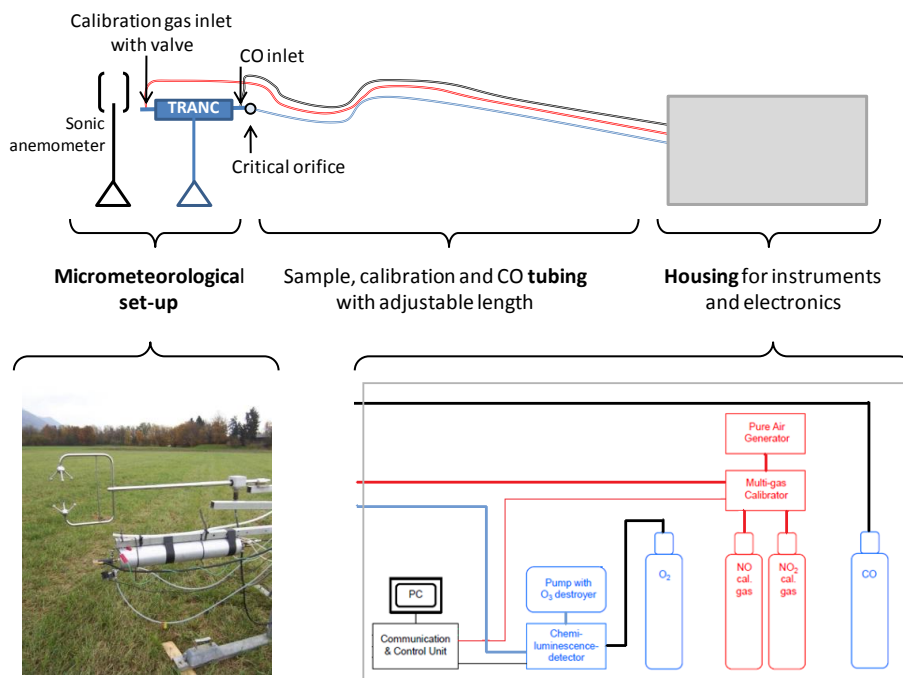 Calibration gas inlet
with valve
CO inlet
TRANC
Sonic
anemometer
Critical orifice
Micrometeorological
set-up
Sample, calibration and CO tubing
with adjustable length
Housing for instruments
and electronics
Pure Air
Generator
Multi-gas
Calibrator
PC
Communication
& Control Unit
Pump with
O₃ destroyer
Chemi-
luminescence-
detector
O₂
NO
cal.
gas
NO₂
cal.
gas
CO